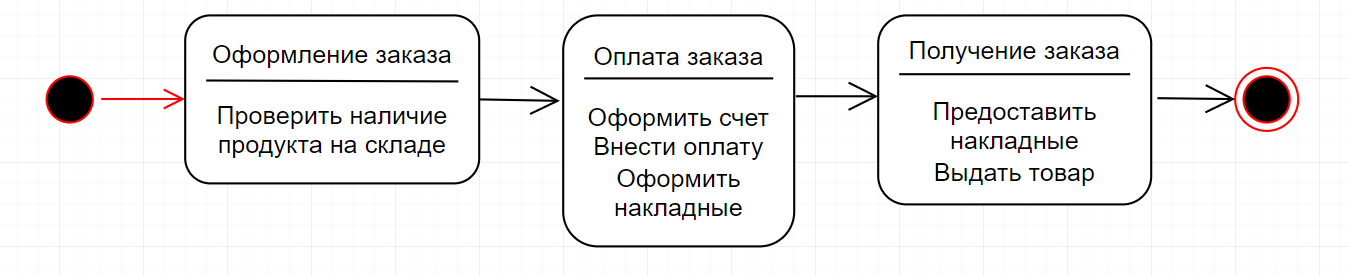 Оформление заказа
Проверить наличие
продукта на складе
Оплата заказа
Оформить счет
Внести оплату
Оформить
накладные
Получение заказа
Предоставить
накладные
Выдать товар